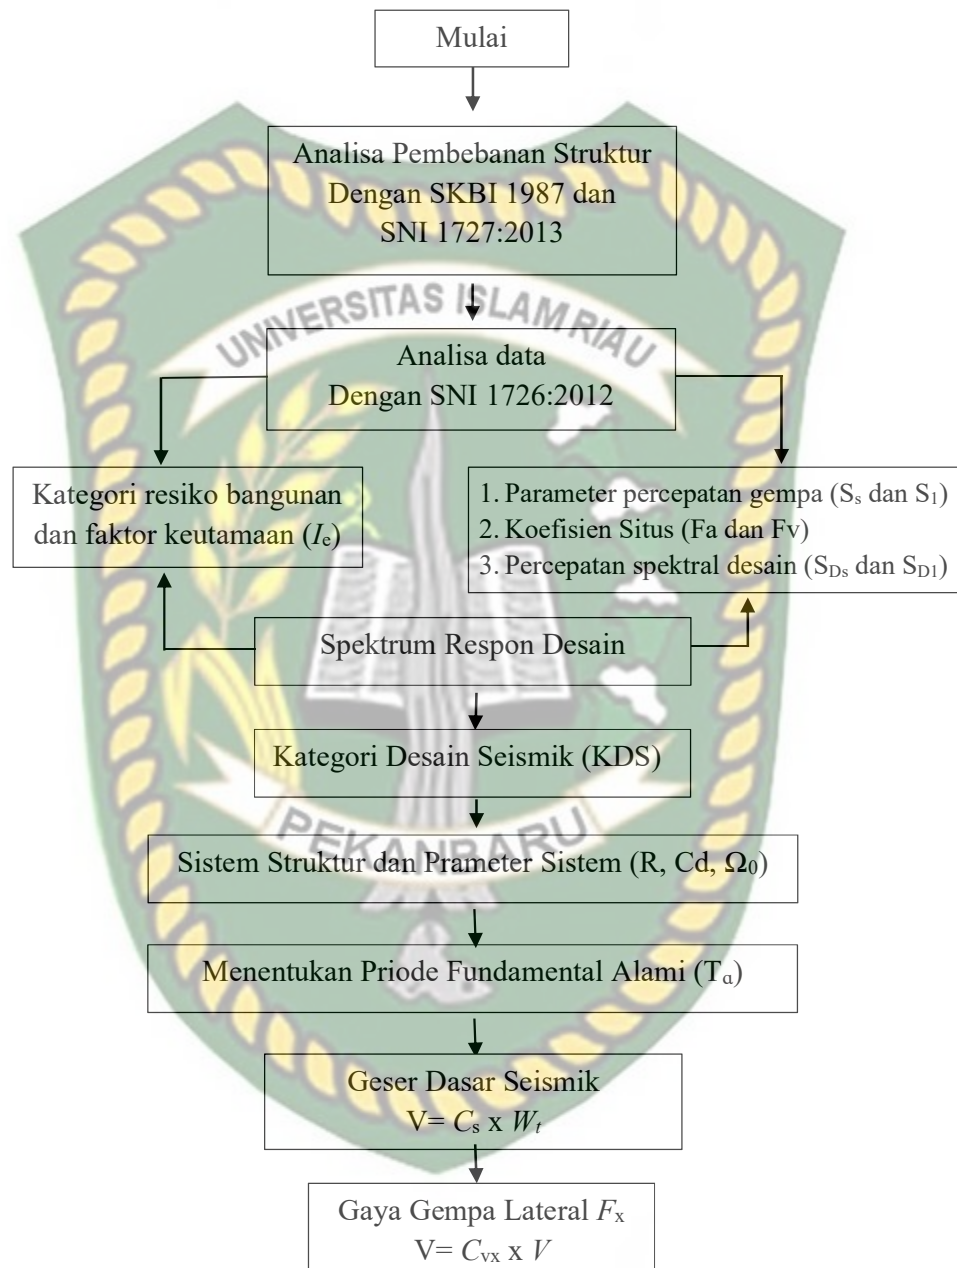 Mulai
Analisa Pembebanan Struktur
Dengan SKBI 1987 dan
SNI 1727:2013
UNIVERSITAS ISLAM RIAU
Analisa data
Dengan SNI 1726:2012
Kategori resiko bangunan
dan faktor keutamaan (Iₑ)
1. Parameter percepatan gempa (Sₛ dan S₁)
2. Koefisien Situs (Fa dan Fv)
3. Percepatan spektral desain (S_Ds dan S_D1)
Spektrum Respon Desain
Kategori Desain Seismik (KDS)
PEKANBARU
Sistem Struktur dan Prameter Sistem (R, Cd, Ω₀)
Menentukan Priode Fundamental Alami (Tₐ)
Geser Dasar Seismik
V= Cₛ x Wₜ
Gaya Gempa Lateral Fₓ
V= Cᵥₓ x V